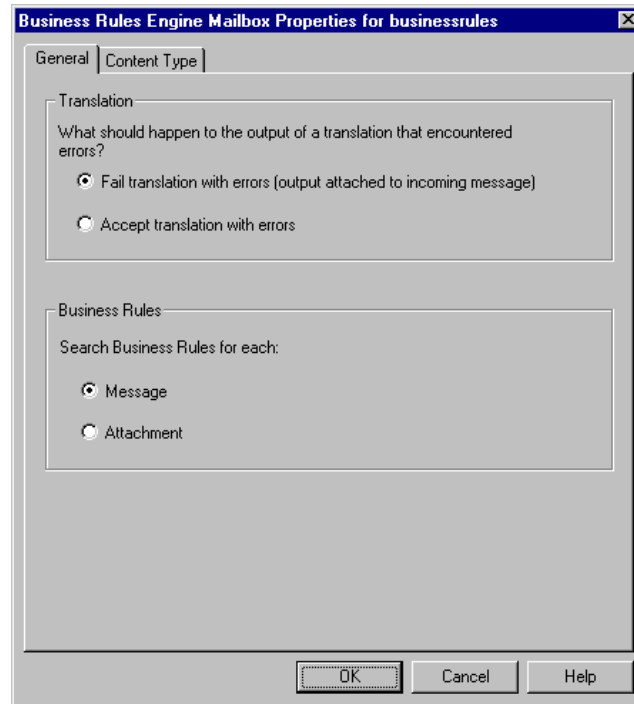 Business Rules Engine Mailbox Properties for businessrules
General
Content Type
Translation
What should happen to the output of a translation that encountered
errors?
Fail translation with errors (output attached to incoming message)
Accept translation with errors
Business Rules
Search Business Rules for each:
Message
Attachment
OK
Cancel
Help